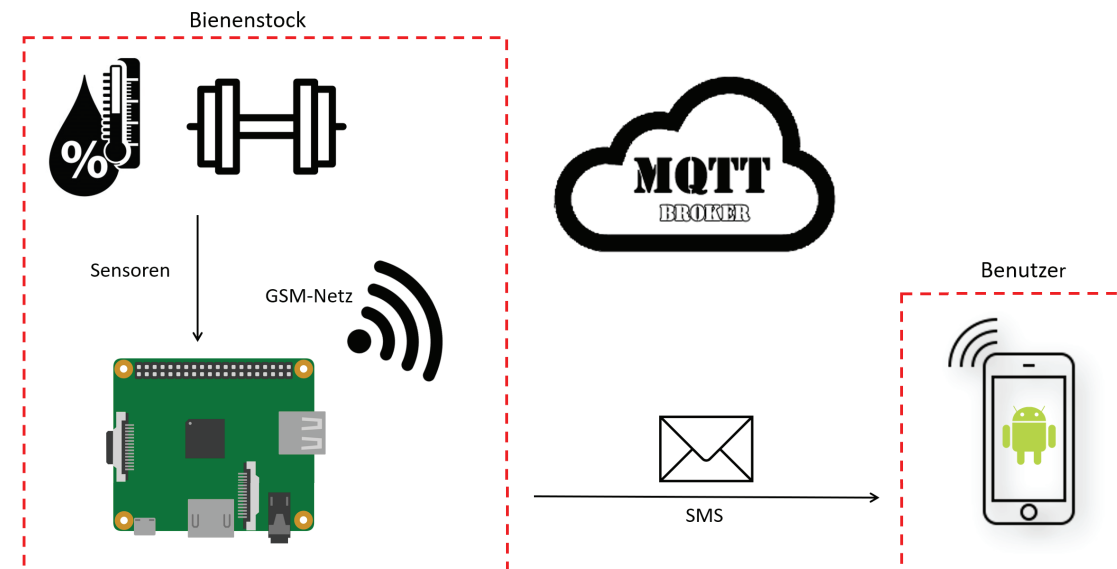 Bienenstock
%
MQTT
BROKER
Sensoren
GSM-Netz
Benutzer
SMS